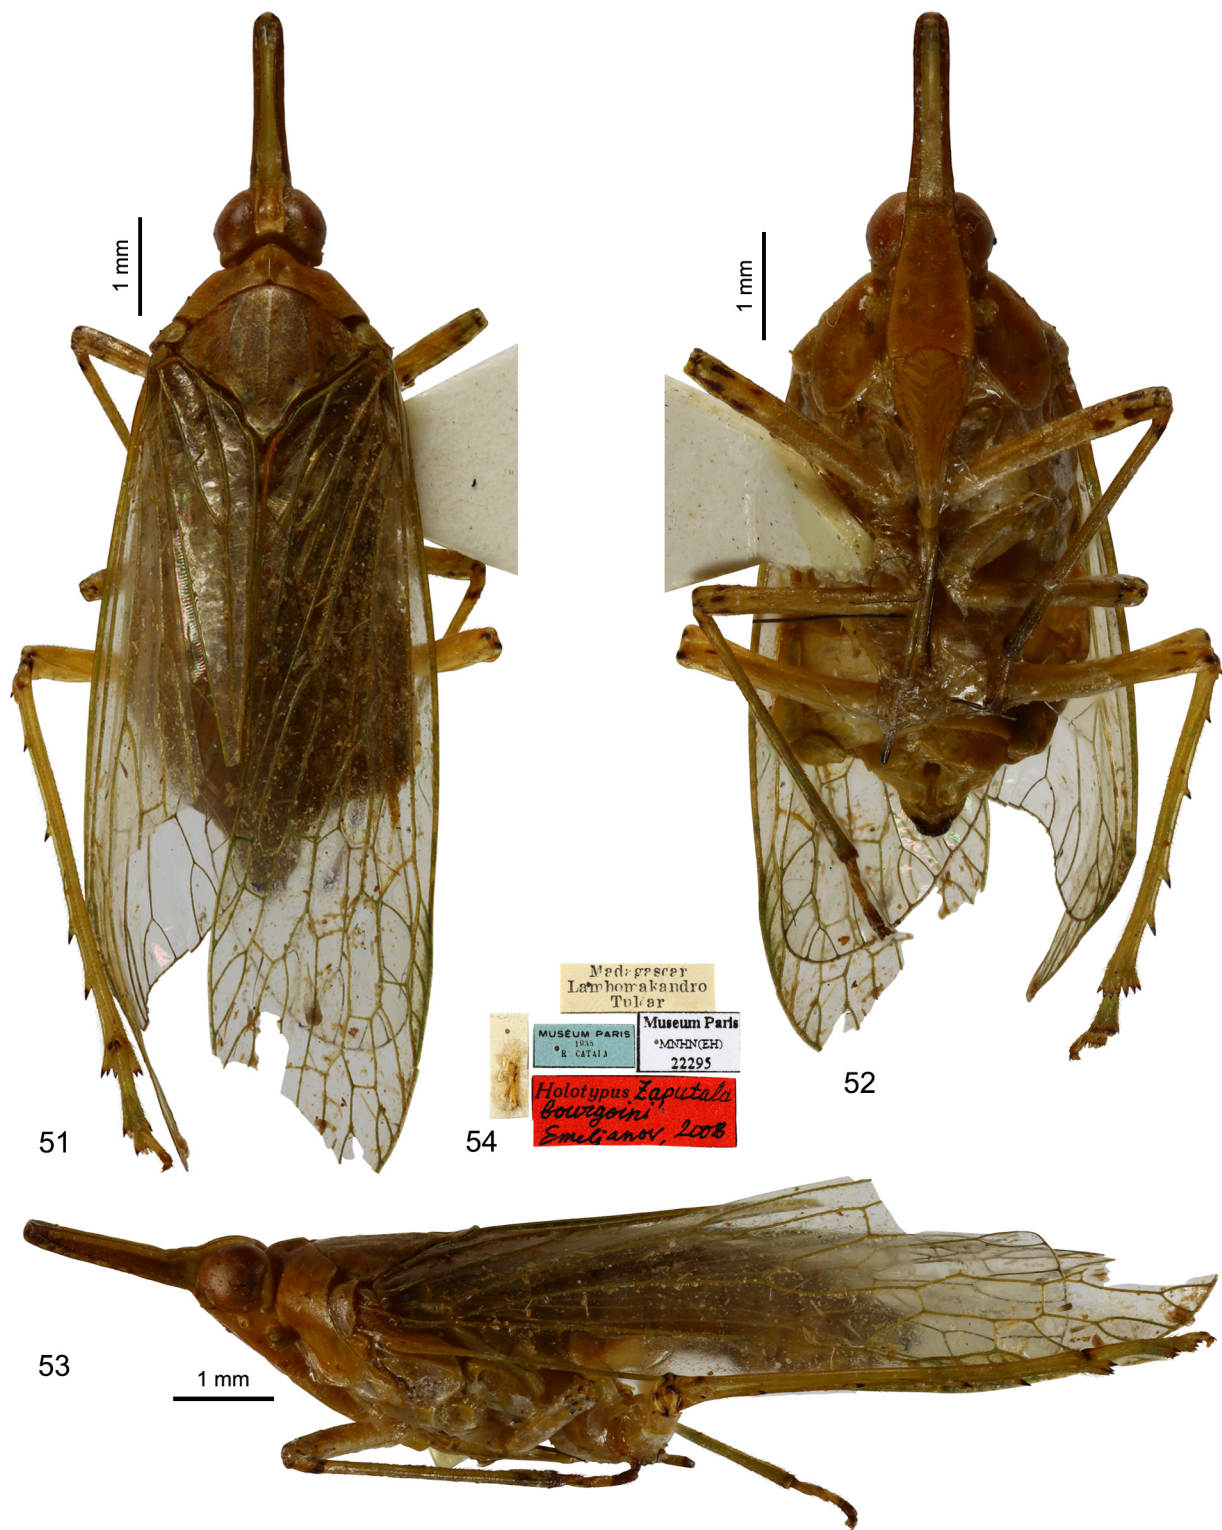 1 mm
1 mm
51
52
Madagascar
Lambomakandro
Tuléar
MUSÉUM PARIS
1935
R. CATALA
Museum Paris
MNHN(EH)
22295
Holotypus Zaputala
bourgoini
Emeljanov, 2008
54
53
1 mm